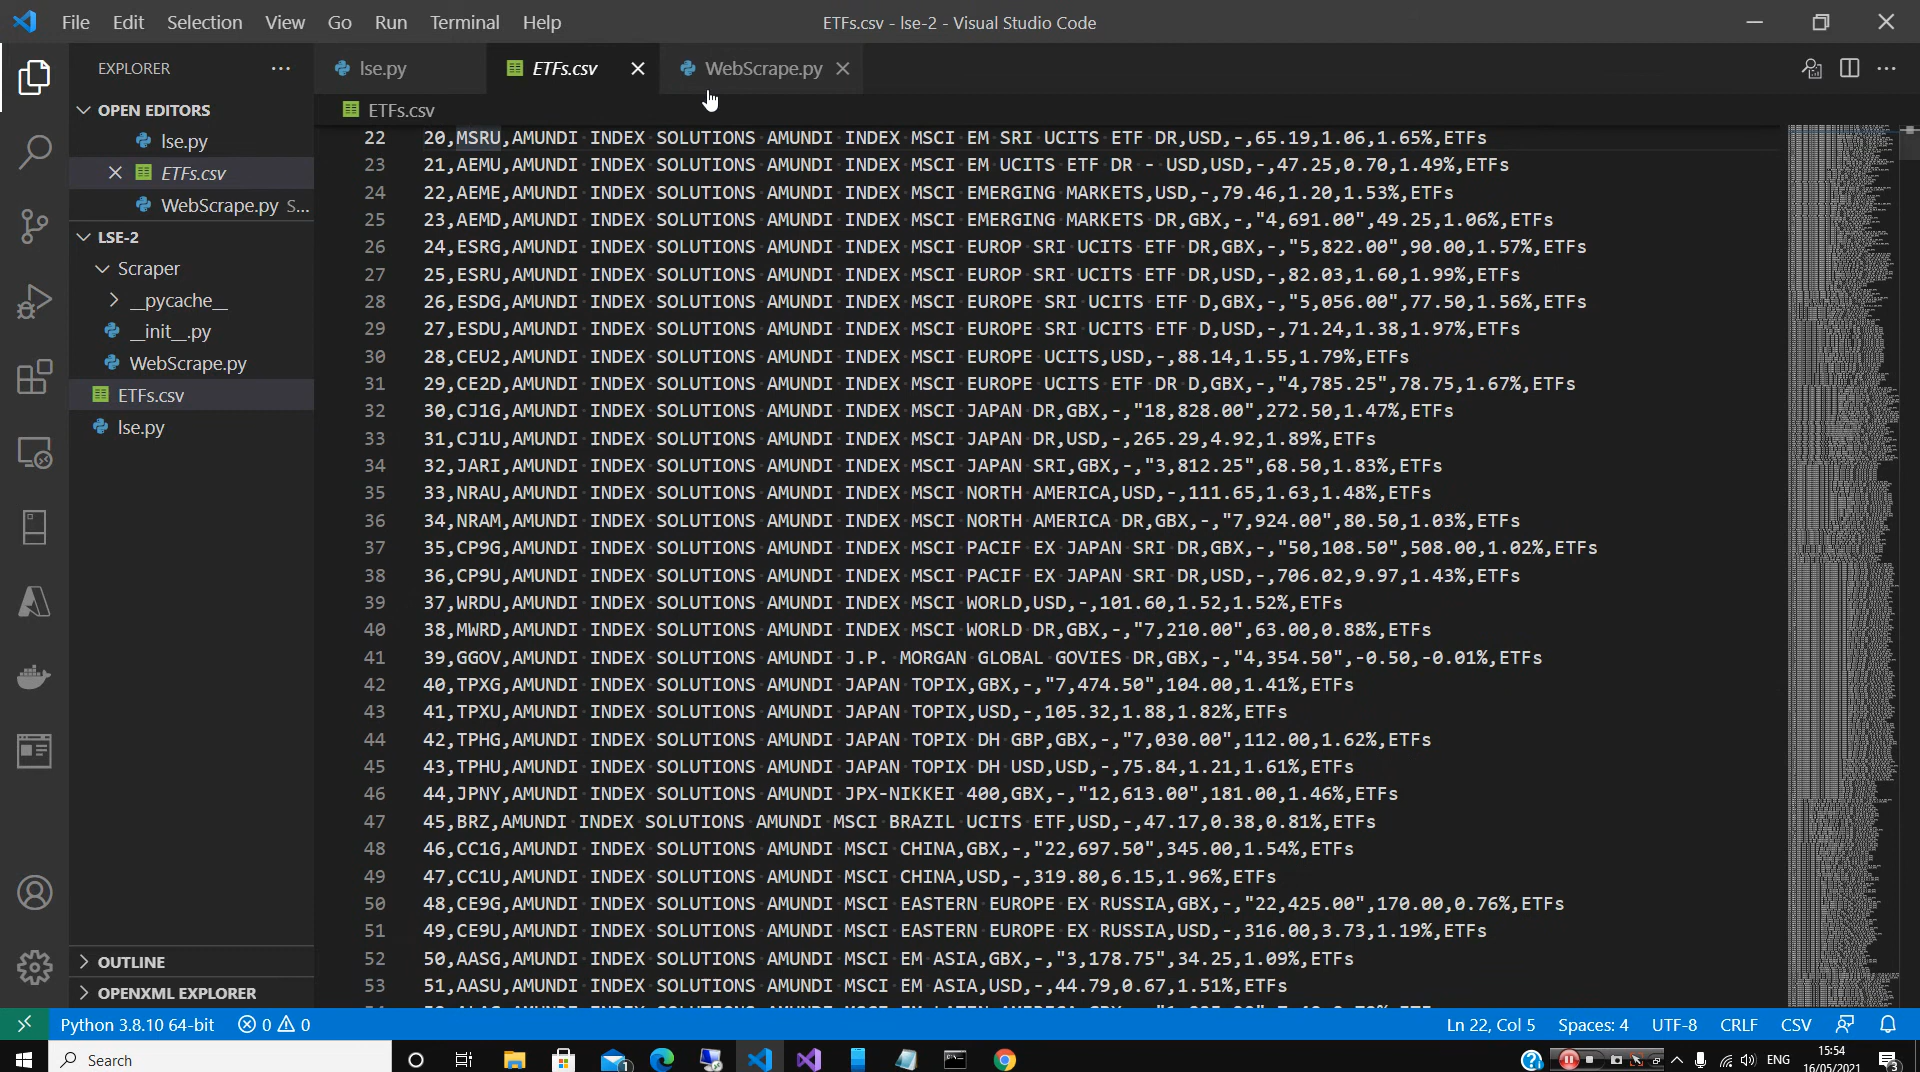 File Edit Selection View Go Run Terminal Help
ETFs.csv - lse-2 - Visual Studio Code
EXPLORER
lse.py
ETFs.csv
WebScrape.py
OPEN EDITORS
lse.py
ETFs.csv
WebScrape.py S...
LSE-2
Scraper
__pycache__
__init__.py
WebScrape.py
ETFs.csv
lse.py
OUTLINE
OPENXML EXPLORER
ETFs.csv
22 20,MSRU,AMUNDI INDEX SOLUTIONS AMUNDI INDEX MSCI EM SRI UCITS ETF DR,USD,-,65.19,1.06,1.65%,ETFs
23 21,AEMU,AMUNDI INDEX SOLUTIONS AMUNDI INDEX MSCI EM UCITS ETF DR - USD,USD,-,47.25,0.70,1.49%,ETFs
24 22,AEME,AMUNDI INDEX SOLUTIONS AMUNDI INDEX MSCI EMERGING MARKETS,USD,-,79.46,1.20,1.53%,ETFs
25 23,AEMD,AMUNDI INDEX SOLUTIONS AMUNDI INDEX MSCI EMERGING MARKETS DR,GBX,-,"4,691.00",49.25,1.06%,ETFs
26 24,ESRG,AMUNDI INDEX SOLUTIONS AMUNDI INDEX MSCI EUROP SRI UCITS ETF DR,GBX,-,"5,822.00",90.00,1.57%,ETFs
27 25,ESRU,AMUNDI INDEX SOLUTIONS AMUNDI INDEX MSCI EUROP SRI UCITS ETF DR,USD,-,82.03,1.60,1.99%,ETFs
28 26,ESDG,AMUNDI INDEX SOLUTIONS AMUNDI INDEX MSCI EUROPE SRI UCITS ETF D,GBX,-,"5,056.00",77.50,1.56%,ETFs
29 27,ESDU,AMUNDI INDEX SOLUTIONS AMUNDI INDEX MSCI EUROPE SRI UCITS ETF D,USD,-,71.24,1.38,1.97%,ETFs
30 28,CEU2,AMUNDI INDEX SOLUTIONS AMUNDI INDEX MSCI EUROPE UCITS,USD,-,88.14,1.55,1.79%,ETFs
31 29,CE2D,AMUNDI INDEX SOLUTIONS AMUNDI INDEX MSCI EUROPE UCITS ETF DR D,GBX,-,"4,785.25",78.75,1.67%,ETFs
32 30,CJ1G,AMUNDI INDEX SOLUTIONS AMUNDI INDEX MSCI JAPAN DR,GBX,-,"18,828.00",272.50,1.47%,ETFs
33 31,CJ1U,AMUNDI INDEX SOLUTIONS AMUNDI INDEX MSCI JAPAN DR,USD,-,265.29,4.92,1.89%,ETFs
34 32,JARI,AMUNDI INDEX SOLUTIONS AMUNDI INDEX MSCI JAPAN SRI,GBX,-,"3,812.25",68.50,1.83%,ETFs
35 33,NRAU,AMUNDI INDEX SOLUTIONS AMUNDI INDEX MSCI NORTH AMERICA,USD,-,111.65,1.63,1.48%,ETFs
36 34,NRAM,AMUNDI INDEX SOLUTIONS AMUNDI INDEX MSCI NORTH AMERICA DR,GBX,-,"7,924.00",80.50,1.03%,ETFs
37 35,CP9G,AMUNDI INDEX SOLUTIONS AMUNDI INDEX MSCI PACIF EX JAPAN SRI DR,GBX,-,"50,108.50",508.00,1.02%,ETFs
38 36,CP9U,AMUNDI INDEX SOLUTIONS AMUNDI INDEX MSCI PACIF EX JAPAN SRI DR,USD,-,706.02,9.97,1.43%,ETFs
39 37,WRDU,AMUNDI INDEX SOLUTIONS AMUNDI INDEX MSCI WORLD,USD,-,101.60,1.52,1.52%,ETFs
40 38,MWRD,AMUNDI INDEX SOLUTIONS AMUNDI INDEX MSCI WORLD DR,GBX,-,"7,210.00",63.00,0.88%,ETFs
41 39,GGOV,AMUNDI INDEX SOLUTIONS AMUNDI J.P. MORGAN GLOBAL GOVIES DR,GBX,-,"4,354.50",-0.50,-0.01%,ETFs
42 40,TPXG,AMUNDI INDEX SOLUTIONS AMUNDI JAPAN TOPIX,GBX,-,"7,474.50",104.00,1.41%,ETFs
43 41,TPXU,AMUNDI INDEX SOLUTIONS AMUNDI JAPAN TOPIX,USD,-,105.32,1.88,1.82%,ETFs
44 42,TPHG,AMUNDI INDEX SOLUTIONS AMUNDI JAPAN TOPIX DH GBP,GBX,-,"7,030.00",112.00,1.62%,ETFs
45 43,TPHU,AMUNDI INDEX SOLUTIONS AMUNDI JAPAN TOPIX DH USD,USD,-,75.84,1.21,1.61%,ETFs
46 44,JPNY,AMUNDI INDEX SOLUTIONS AMUNDI JPX-NIKKEI 400,GBX,-,"12,613.00",181.00,1.46%,ETFs
47 45,BRZ,AMUNDI INDEX SOLUTIONS AMUNDI MSCI BRAZIL UCITS ETF,USD,-,47.17,0.38,0.81%,ETFs
48 46,CC1G,AMUNDI INDEX SOLUTIONS AMUNDI MSCI CHINA,GBX,-,"22,697.50",345.00,1.54%,ETFs
49 47,CC1U,AMUNDI INDEX SOLUTIONS AMUNDI MSCI CHINA,USD,-,319.80,6.15,1.96%,ETFs
50 48,CE9G,AMUNDI INDEX SOLUTIONS AMUNDI MSCI EASTERN EUROPE EX RUSSIA,GBX,-,"22,425.00",170.00,0.76%,ETFs
51 49,CE9U,AMUNDI INDEX SOLUTIONS AMUNDI MSCI EASTERN EUROPE EX RUSSIA,USD,-,316.00,3.73,1.19%,ETFs
52 50,AASG,AMUNDI INDEX SOLUTIONS AMUNDI MSCI EM ASIA,GBX,-,"3,178.75",34.25,1.09%,ETFs
53 51,AASU,AMUNDI INDEX SOLUTIONS AMUNDI MSCI EM ASIA,USD,-,44.79,0.67,1.51%,ETFs
Python 3.8.10 64-bit 0 0
Ln 22, Col 5 Spaces: 4 UTF-8 CRLF CSV
Search
1
ENG
15:54
16/05/2021
3